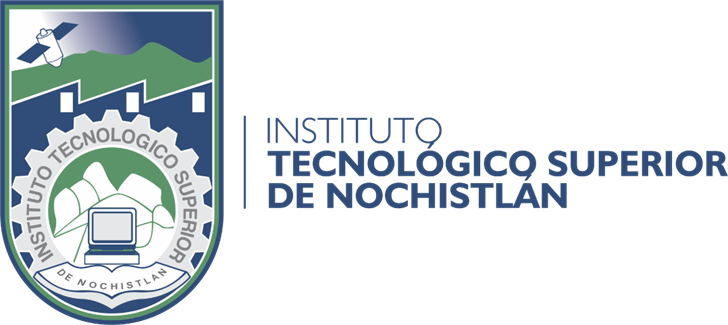 INSTITUTO TECNOLOGICO SUPERIOR
DE NOCHISTLAN
INSTITUTO
TECNOLÓGICO SUPERIOR
DE NOCHISTLÁN